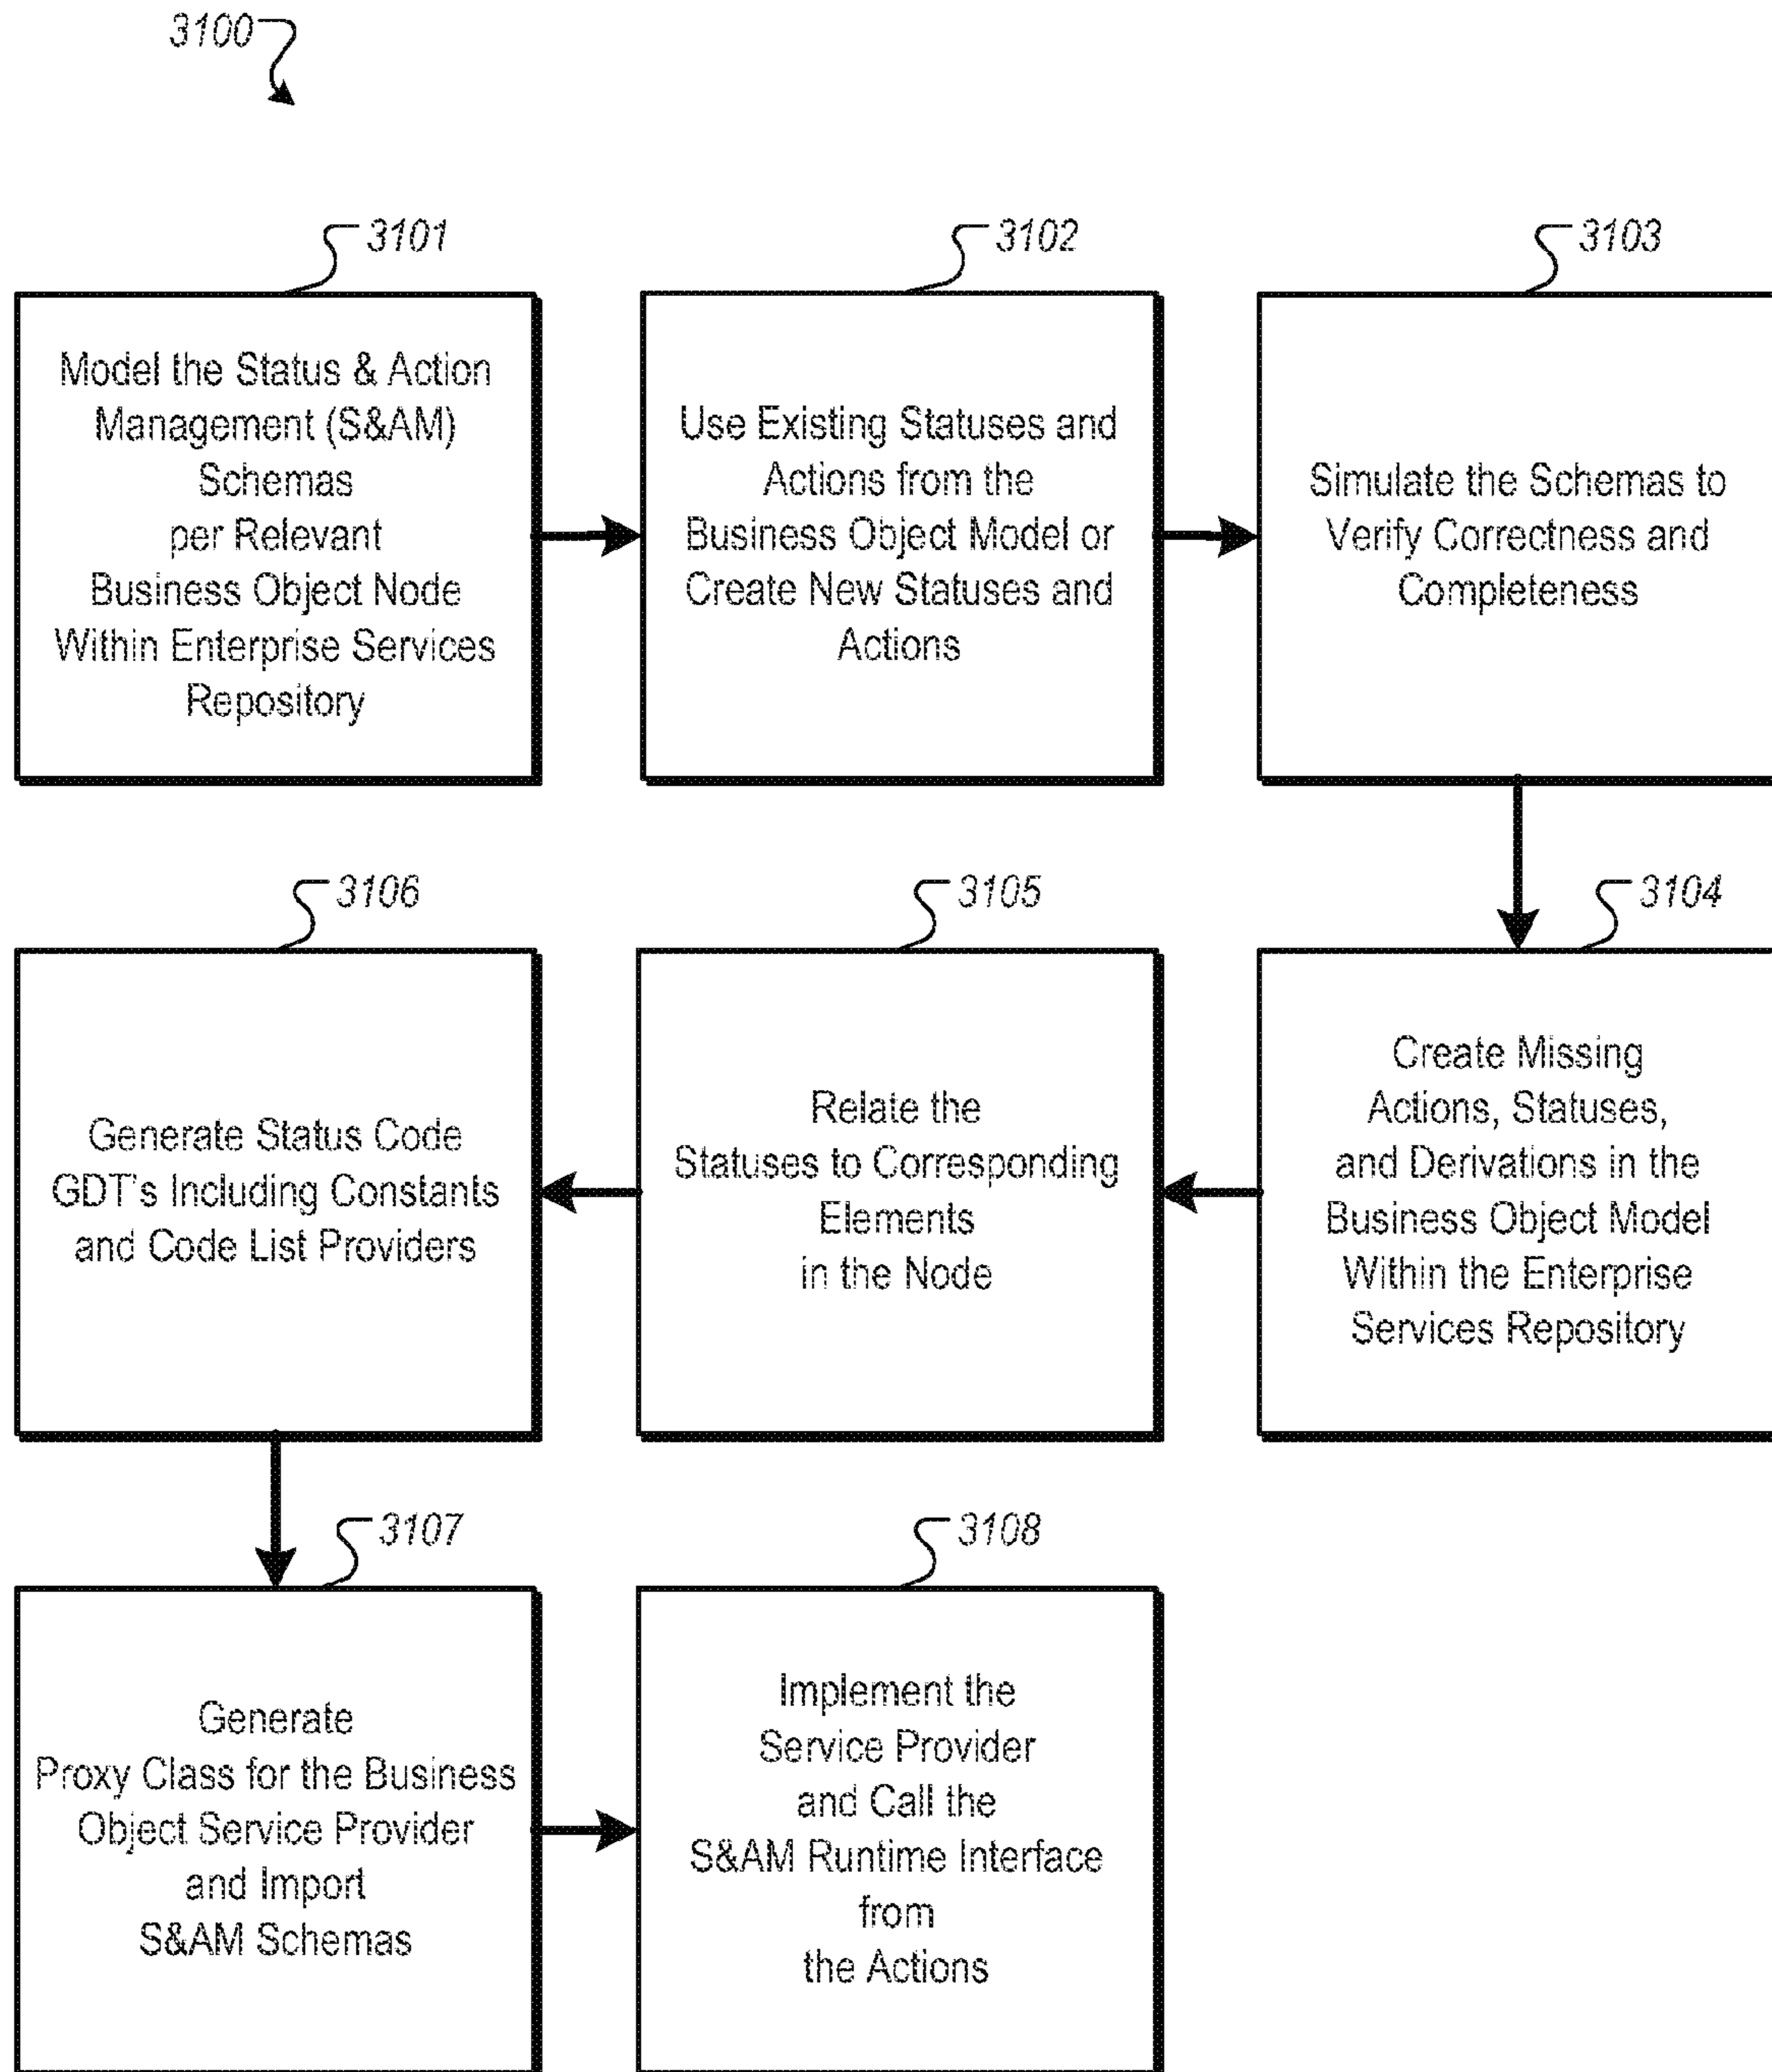 3100
3101
Model the Status & Action
Management (S&AM)
Schemas
per Relevant
Business Object Node
Within Enterprise Services
Repository
3102
Use Existing Statuses and
Actions from the
Business Object Model or
Create New Statuses and
Actions
3103
Simulate the Schemas to
Verify Correctness and
Completeness
3104
Create Missing
Actions, Statuses,
and Derivations in the
Business Object Model
Within the Enterprise
Services Repository
3105
Relate the
Statuses to Corresponding
Elements
in the Node
3106
Generate Status Code
GDT's Including Constants
and Code List Providers
3107
Generate
Proxy Class for the Business
Object Service Provider
and Import
S&AM Schemas
3108
Implement the
Service Provider
and Call the
S&AM Runtime Interface
from
the Actions